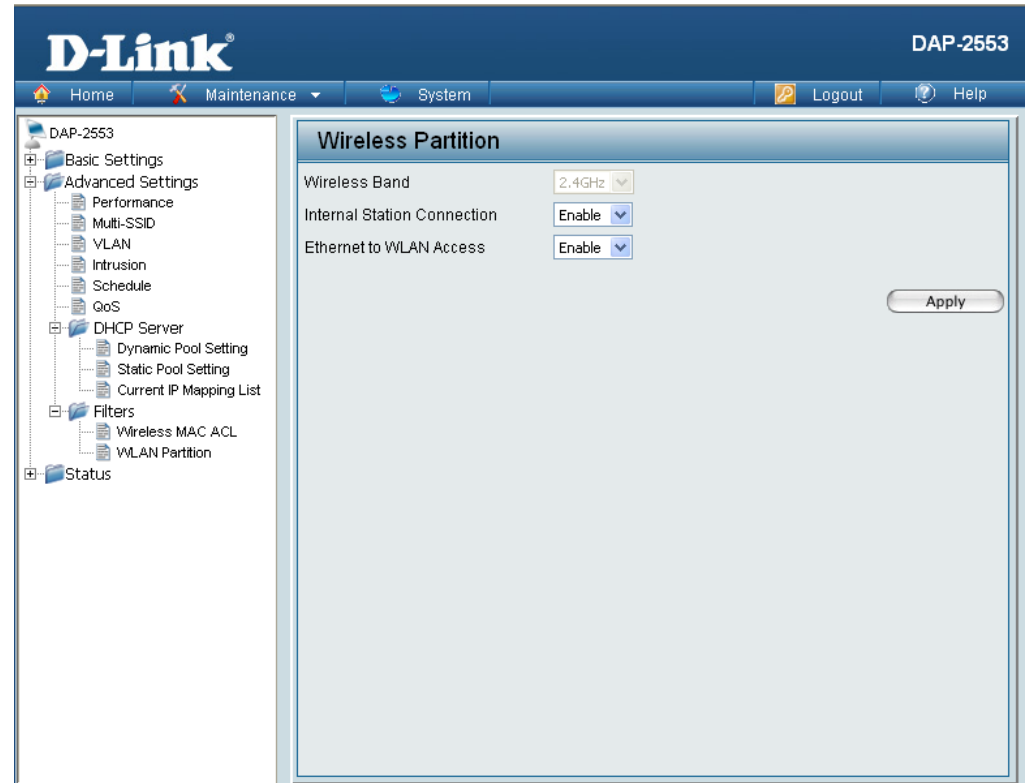 D-Link®
DAP-2553
Home Maintenance System Logout Help
DAP-2553
Basic Settings
Advanced Settings
Performance
Multi-SSID
VLAN
Intrusion
Schedule
QoS
DHCP Server
Dynamic Pool Setting
Static Pool Setting
Current IP Mapping List
Filters
Wireless MAC ACL
WLAN Partition
Status
Wireless Partition
Wireless Band 2.4GHz
Internal Station Connection Enable
Ethernet to WLAN Access Enable
Apply